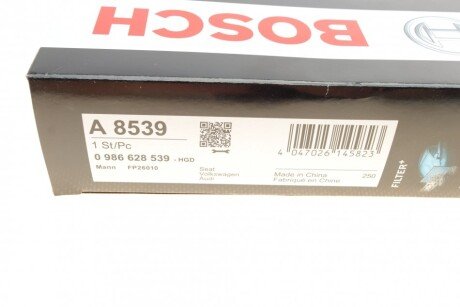 BOSCH
A 8539
1 St/Pc
0 986 628 539 - HGD
Mann FP26010
Seat
Volkswagen
Audi
4 047026 145823
Made in China
Fabriqué en Chine
250
FILTER+